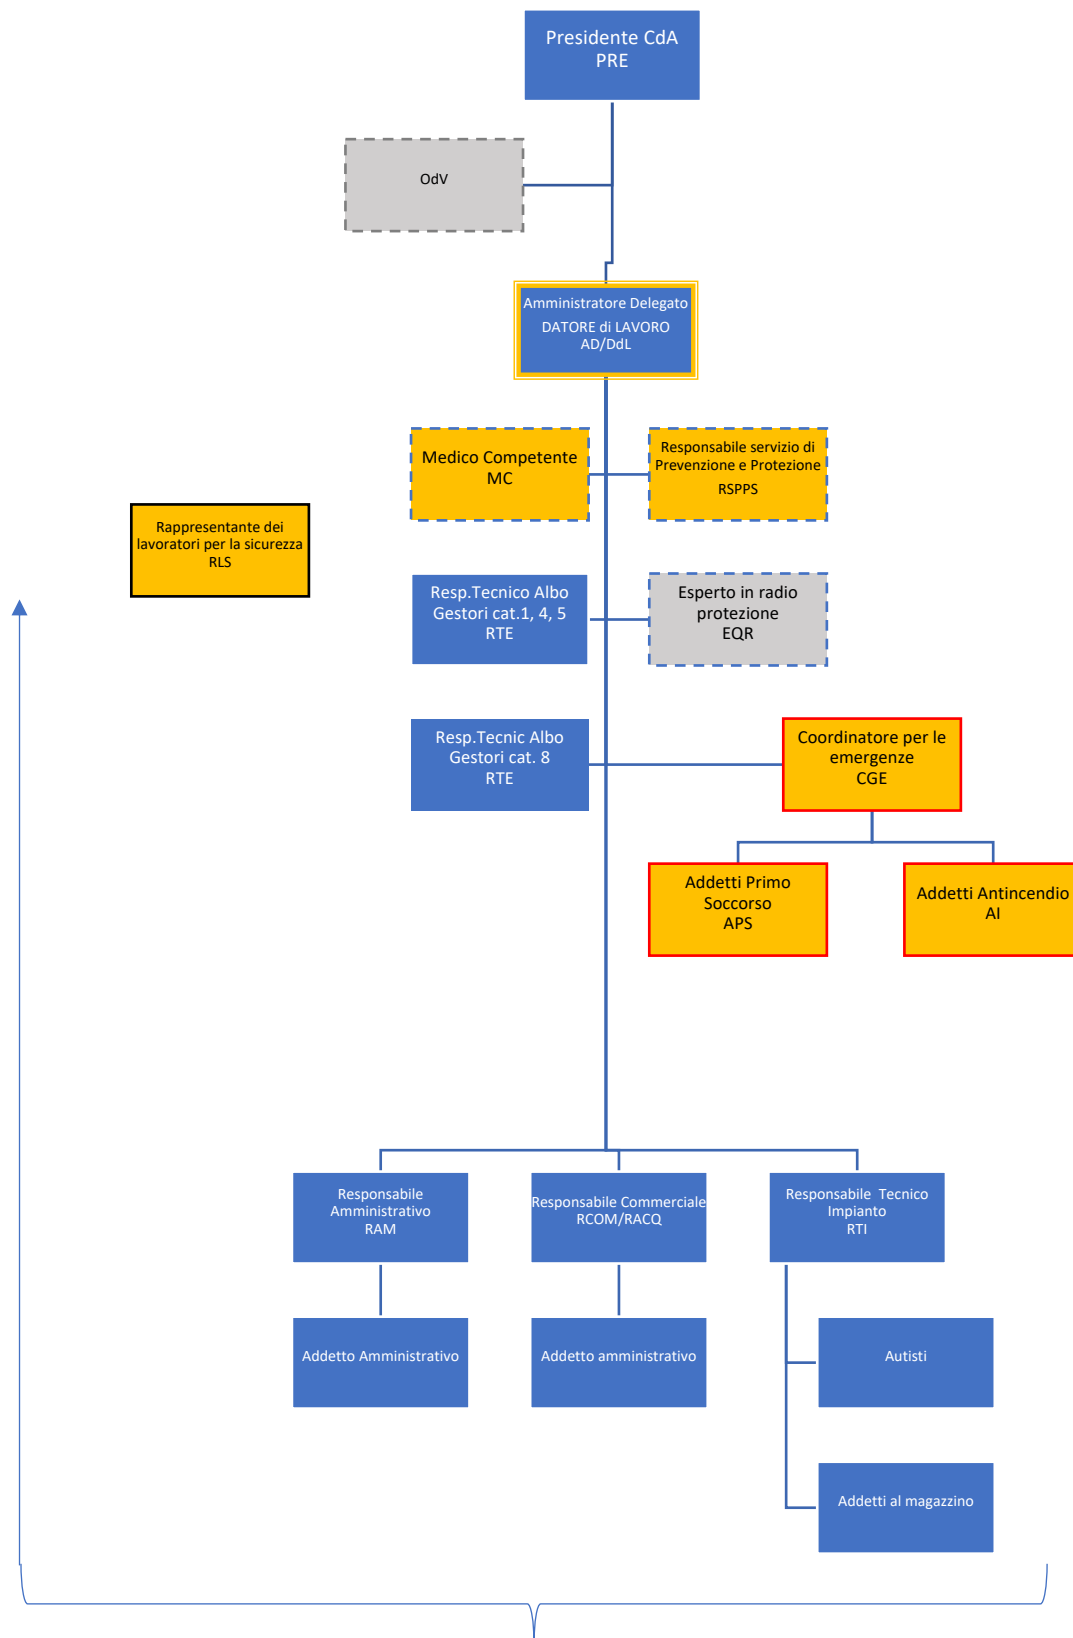 Presidente CdA
PRE
OdV
Amministratore Delegato
DATORE di LAVORO
AD/DdL
Medico Competente
MC
Responsabile servizio di
Prevenzione e Protezione
RSPPS
Rappresentante dei
lavoratori per la sicurezza
RLS
Resp.Tecnico Albo
Gestori cat.1, 4, 5
RTE
Esperto in radio
protezione
EQR
Resp.Tecnic Albo
Gestori cat. 8
RTE
Coordinatore per le
emergenze
CGE
Addetti Primo
Soccorso
APS
Addetti Antincendio
AI
Responsabile
Amministrativo
RAM
Responsabile Commerciale
RCOM/RACQ
Responsabile Tecnico
Impianto
RTI
Addetto Amministrativo
Addetto amministrativo
Autisti
Addetti al magazzino